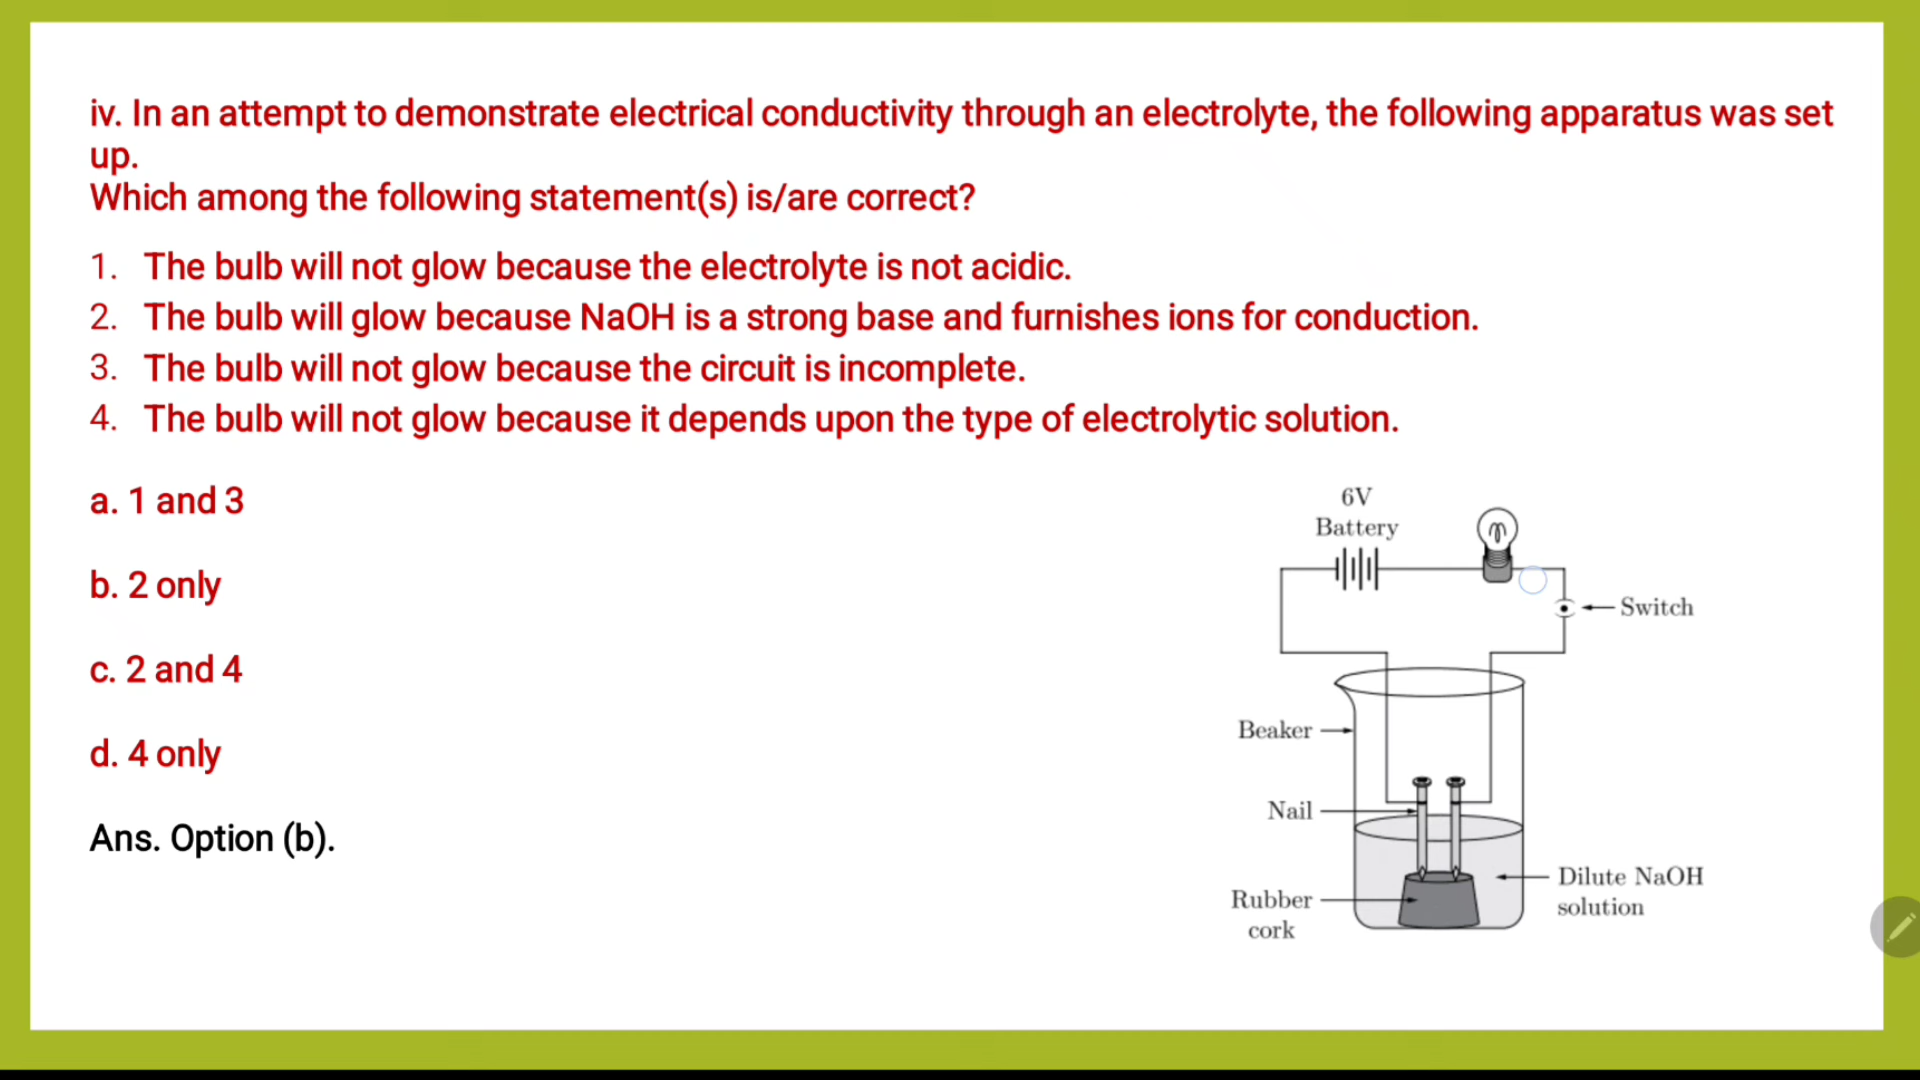 iv. In an attempt to demonstrate electrical conductivity through an electrolyte, the following apparatus was set
up.
Which among the following statement(s) is/are correct?
1. The bulb will not glow because the electrolyte is not acidic.
2. The bulb will glow because NaOH is a strong base and furnishes ions for conduction.
3. The bulb will not glow because the circuit is incomplete.
4. The bulb will not glow because it depends upon the type of electrolytic solution.
a. 1 and 3
b. 2 only
c. 2 and 4
d. 4 only
Ans. Option (b).
6V
Battery
Switch
Beaker
Nail
Rubber
cork
Dilute NaOH
solution